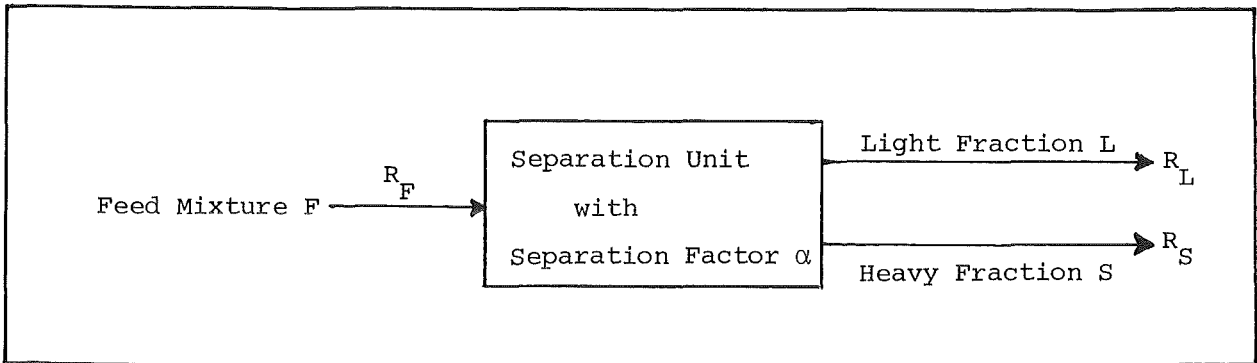 Feed Mixture F
R_F
Separation Unit
with
Separation Factor α
Light Fraction L
R_L
Heavy Fraction S
R_S